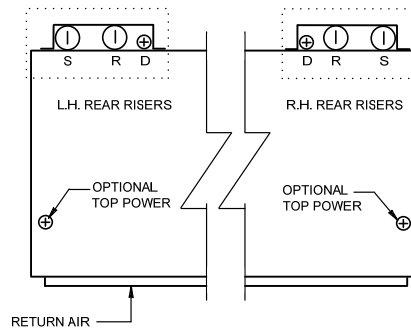 S R D
D R S
L.H. REAR RISERS
R.H. REAR RISERS
OPTIONAL
TOP POWER
OPTIONAL
TOP POWER
RETURN AIR